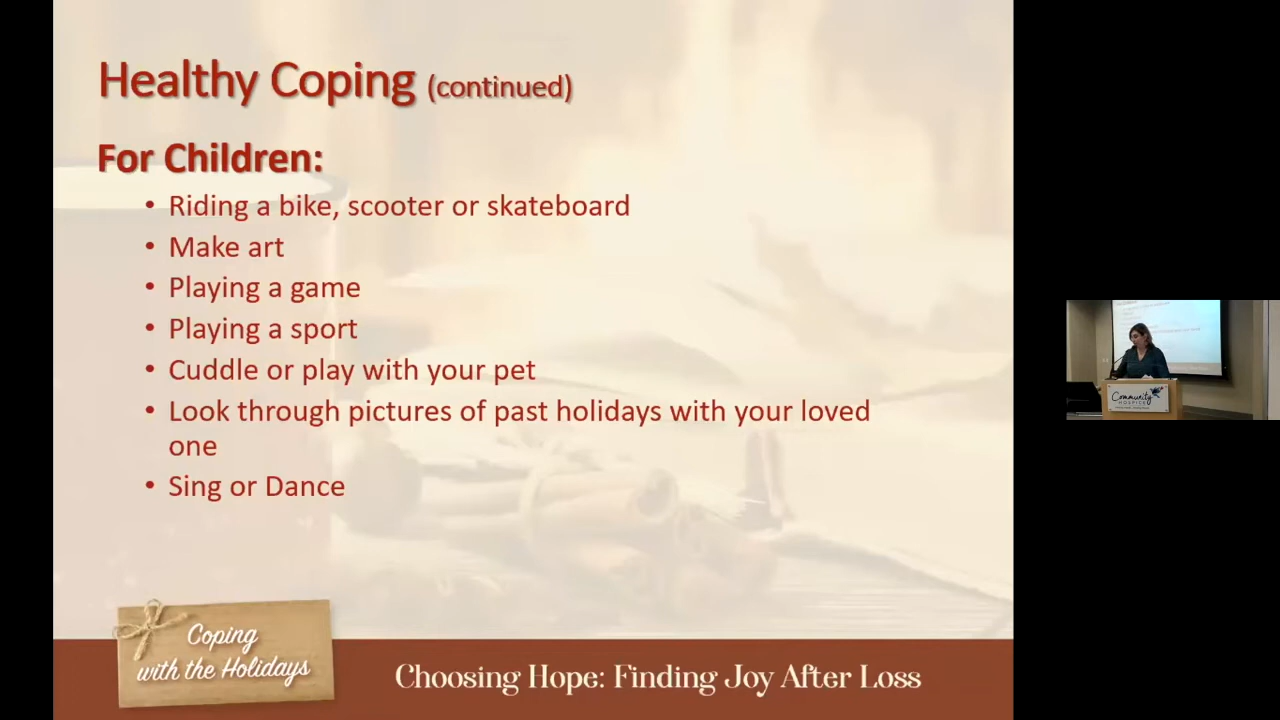 Healthy Coping (continued)
For Children:
• Riding a bike, scooter or skateboard
• Make art
• Playing a game
• Playing a sport
• Cuddle or play with your pet
• Look through pictures of past holidays with your loved
one
• Sing or Dance
Coping
with the Holidays
Choosing Hope: Finding Joy After Loss
Community
HOSPICE